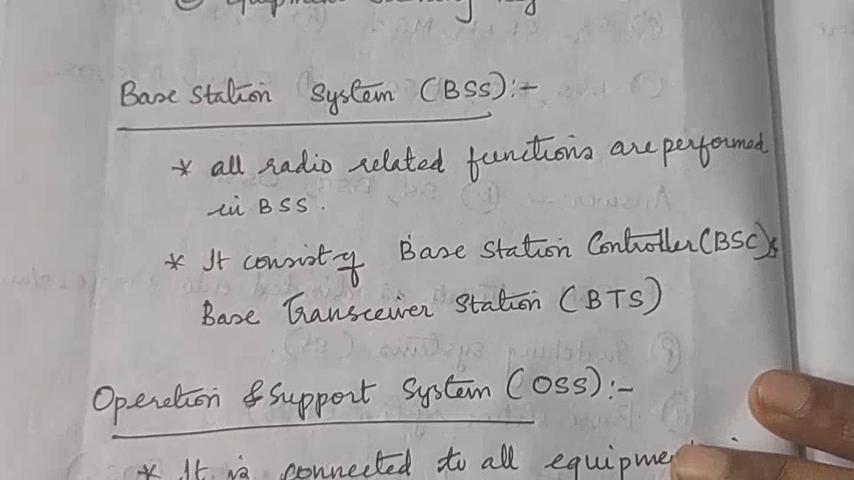 Base Station System (BSS):-
* all radio related functions are performed
in BSS.
* It consist of Base Station Controller (BSC) &
Base Transceiver Station (BTS)
Operation & Support System (OSS):-
* It is connected to all